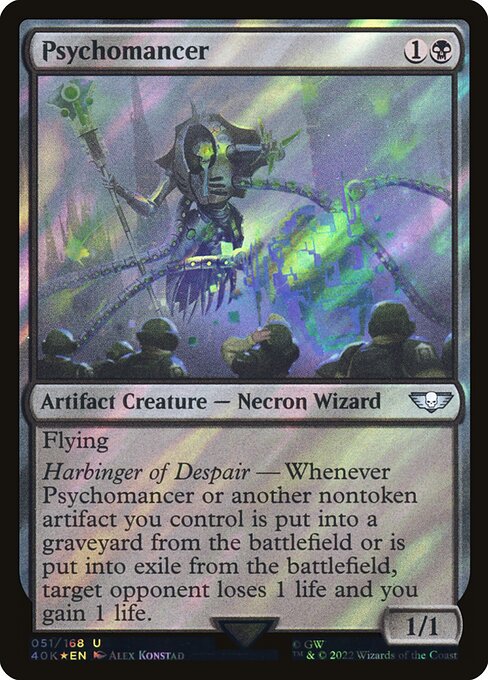 Psychomancer 1
Artifact Creature — Necron Wizard
Flying
Harbinger of Despair — Whenever
Psychomancer or another nontoken
artifact you control is put into a
graveyard from the battlefield or is
put into exile from the battlefield,
target opponent loses 1 life and you
gain 1 life.
1/1
051/168 U
40K★EN Alex Konstad
© GW
™ & © 2022 Wizards of the Coast